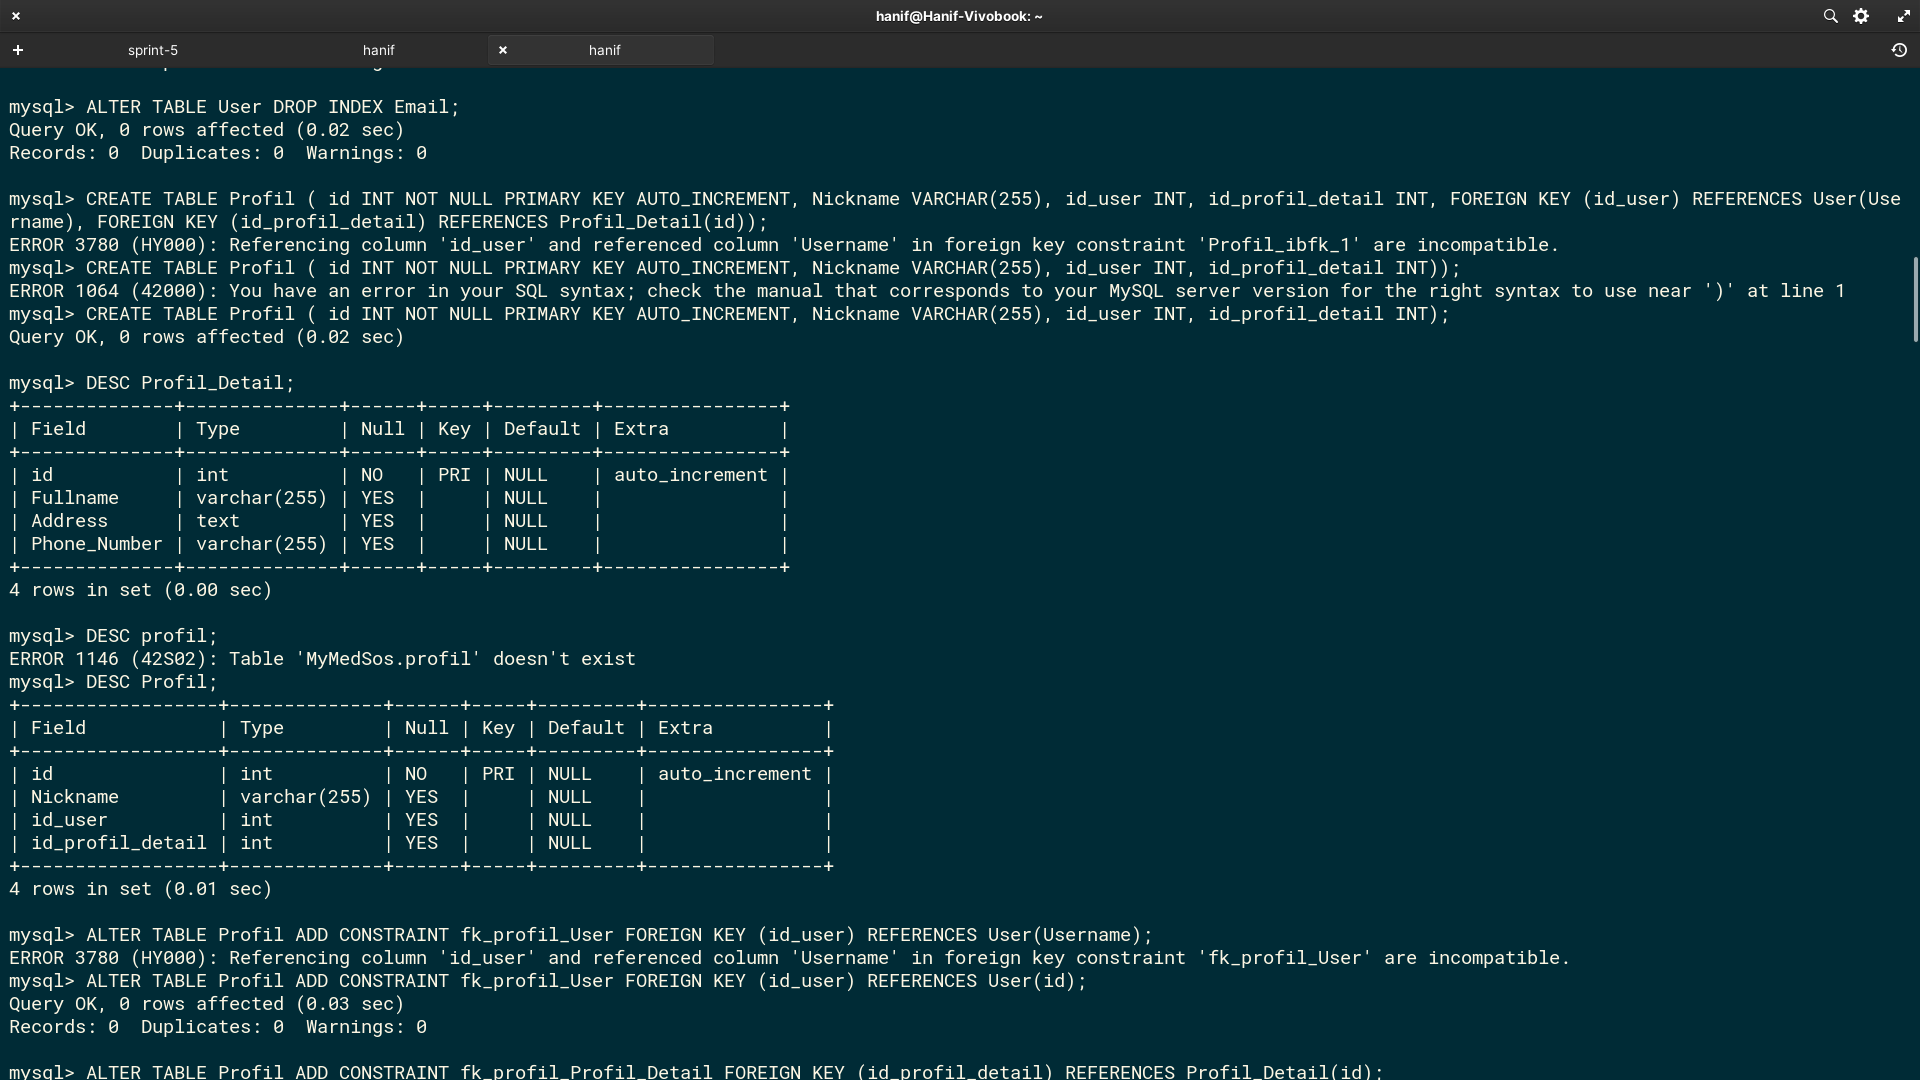 hanif@Hanif-Vivobook: ~
sprint-5
hanif
hanif
mysql> ALTER TABLE User DROP INDEX Email;
Query OK, 0 rows affected (0.02 sec)
Records: 0  Duplicates: 0  Warnings: 0
mysql> CREATE TABLE Profil ( id INT NOT NULL PRIMARY KEY AUTO_INCREMENT, Nickname VARCHAR(255), id_user INT, id_profil_detail INT, FOREIGN KEY (id_user) REFERENCES User(Use
rname), FOREIGN KEY (id_profil_detail) REFERENCES Profil_Detail(id));
ERROR 3780 (HY000): Referencing column 'id_user' and referenced column 'Username' in foreign key constraint 'Profil_ibfk_1' are incompatible.
mysql> CREATE TABLE Profil ( id INT NOT NULL PRIMARY KEY AUTO_INCREMENT, Nickname VARCHAR(255), id_user INT, id_profil_detail INT));
ERROR 1064 (42000): You have an error in your SQL syntax; check the manual that corresponds to your MySQL server version for the right syntax to use near ')' at line 1
mysql> CREATE TABLE Profil ( id INT NOT NULL PRIMARY KEY AUTO_INCREMENT, Nickname VARCHAR(255), id_user INT, id_profil_detail INT);
Query OK, 0 rows affected (0.02 sec)
mysql> DESC Profil_Detail;
+--------------+--------------+------+-----+---------+----------------+
| Field        | Type         | Null | Key | Default | Extra          |
+--------------+--------------+------+-----+---------+----------------+
| id           | int          | NO   | PRI | NULL    | auto_increment |
| Fullname     | varchar(255) | YES  |     | NULL    |                |
| Address      | text         | YES  |     | NULL    |                |
| Phone_Number | varchar(255) | YES  |     | NULL    |                |
+--------------+--------------+------+-----+---------+----------------+
4 rows in set (0.00 sec)
mysql> DESC profil;
ERROR 1146 (42S02): Table 'MyMedSos.profil' doesn't exist
mysql> DESC Profil;
+------------------+--------------+------+-----+---------+----------------+
| Field            | Type         | Null | Key | Default | Extra          |
+------------------+--------------+------+-----+---------+----------------+
| id               | int          | NO   | PRI | NULL    | auto_increment |
| Nickname         | varchar(255) | YES  |     | NULL    |                |
| id_user          | int          | YES  |     | NULL    |                |
| id_profil_detail | int          | YES  |     | NULL    |                |
+------------------+--------------+------+-----+---------+----------------+
4 rows in set (0.01 sec)
mysql> ALTER TABLE Profil ADD CONSTRAINT fk_profil_User FOREIGN KEY (id_user) REFERENCES User(Username);
ERROR 3780 (HY000): Referencing column 'id_user' and referenced column 'Username' in foreign key constraint 'fk_profil_User' are incompatible.
mysql> ALTER TABLE Profil ADD CONSTRAINT fk_profil_User FOREIGN KEY (id_user) REFERENCES User(id);
Query OK, 0 rows affected (0.03 sec)
Records: 0  Duplicates: 0  Warnings: 0
mysql> ALTER TABLE Profil ADD CONSTRAINT fk_profil_Profil_Detail FOREIGN KEY (id_profil_detail) REFERENCES Profil_Detail(id);